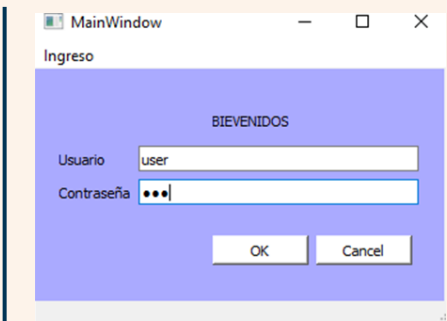 MainWindow
Ingreso
BIEVENIDOS
Usuario user
Contraseña •••
OK Cancel